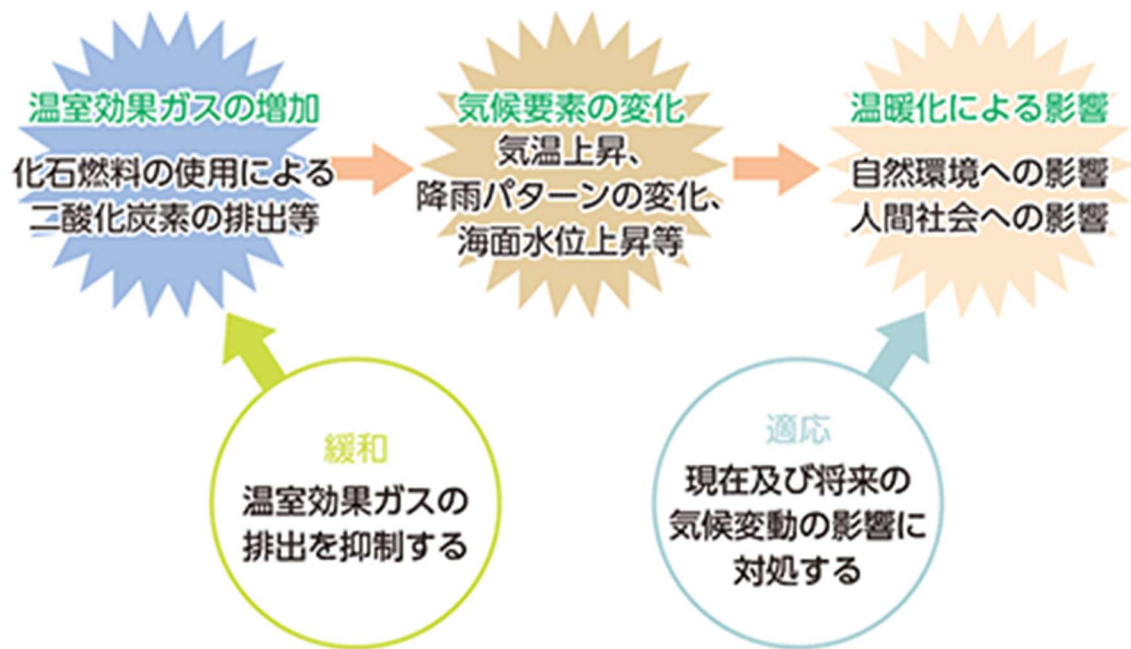 温室効果ガスの増加
化石燃料の使用による
二酸化炭素の排出等
気候要素の変化
気温上昇、
降雨パターンの変化、
海面水位上昇等
温暖化による影響
自然環境への影響
人間社会への影響
緩和
温室効果ガスの
排出を抑制する
適応
現在及び将来の
気候変動の影響に
対処する